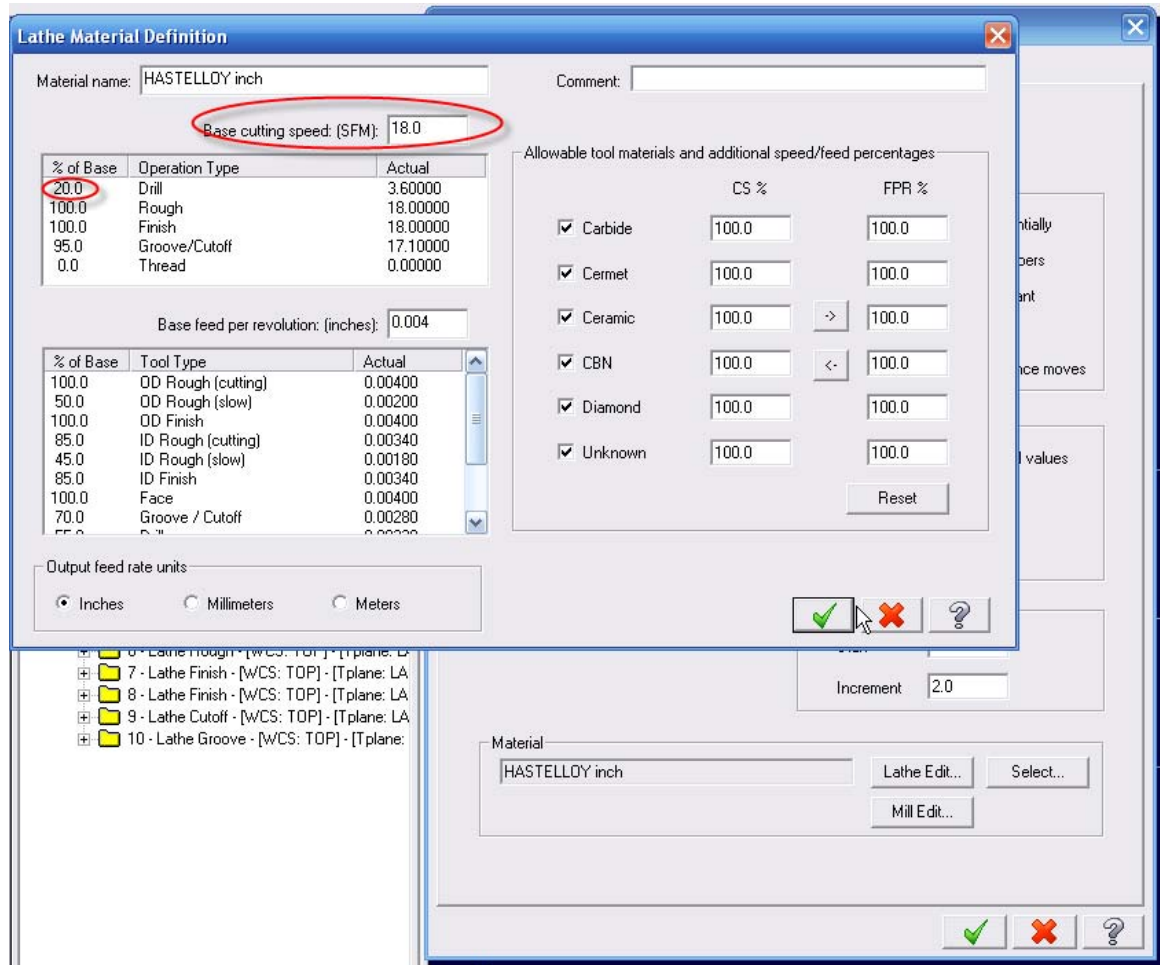 Lathe Material Definition
Material name: HASTELLOY inch
Comment:
Base cutting speed: (SFM): 18.0
% of Base Operation Type Actual
20.0 Drill 3.60000
100.0 Rough 18.00000
100.0 Finish 18.00000
95.0 Groove/Cutoff 17.10000
0.0 Thread 0.00000
Base feed per revolution: (inches): 0.004
% of Base Tool Type Actual
100.0 OD Rough (cutting) 0.00400
50.0 OD Rough (slow) 0.00200
100.0 OD Finish 0.00400
85.0 ID Rough (cutting) 0.00340
45.0 ID Rough (slow) 0.00180
85.0 ID Finish 0.00340
100.0 Face 0.00400
70.0 Groove / Cutoff 0.00280
Output feed rate units
Inches Millimeters Meters
Allowable tool materials and additional speed/feed percentages
CS % FPR %
Carbide 100.0 100.0
Cermet 100.0 100.0
Ceramic 100.0 -> 100.0
CBN 100.0 <- 100.0
Diamond 100.0 100.0
Unknown 100.0 100.0
Reset
ntially
bers
ant
nce moves
l values
6 - Lathe Rough - [WCS: TOP] - [Tplane: LA
7 - Lathe Finish - [WCS: TOP] - [Tplane: LA
8 - Lathe Finish - [WCS: TOP] - [Tplane: LA
9 - Lathe Cutoff - [WCS: TOP] - [Tplane: LA
10 - Lathe Groove - [WCS: TOP] - [Tplane:
Increment 2.0
Material
HASTELLOY inch Lathe Edit... Select...
Mill Edit...